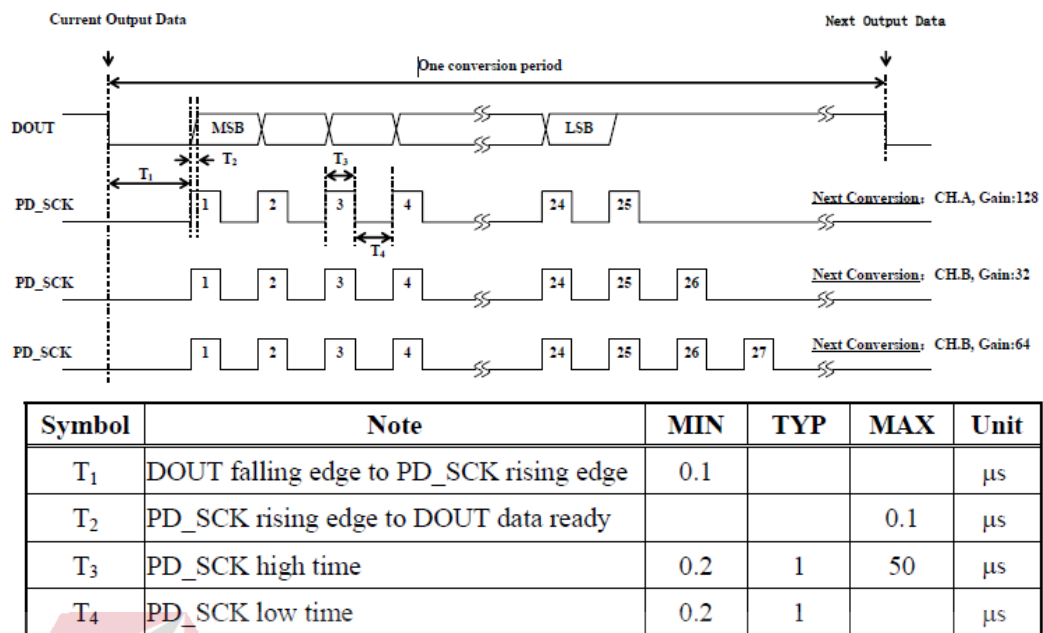 Current Output Data
Next Output Data
One conversion period
DOUT
MSB
LSB
T₂
T₁
T₃
PD_SCK
1
2
3
4
24
25
Next Conversion: CH.A, Gain:128
T₄
PD_SCK
1
2
3
4
24
25
26
Next Conversion: CH.B, Gain:32
PD_SCK
1
2
3
4
24
25
26
27
Next Conversion: CH.B, Gain:64
Symbol Note MIN TYP MAX Unit
T₁ DOUT falling edge to PD_SCK rising edge 0.1 μs
T₂ PD_SCK rising edge to DOUT data ready 0.1 μs
T₃ PD_SCK high time 0.2 1 50 μs
T₄ PD_SCK low time 0.2 1 μs